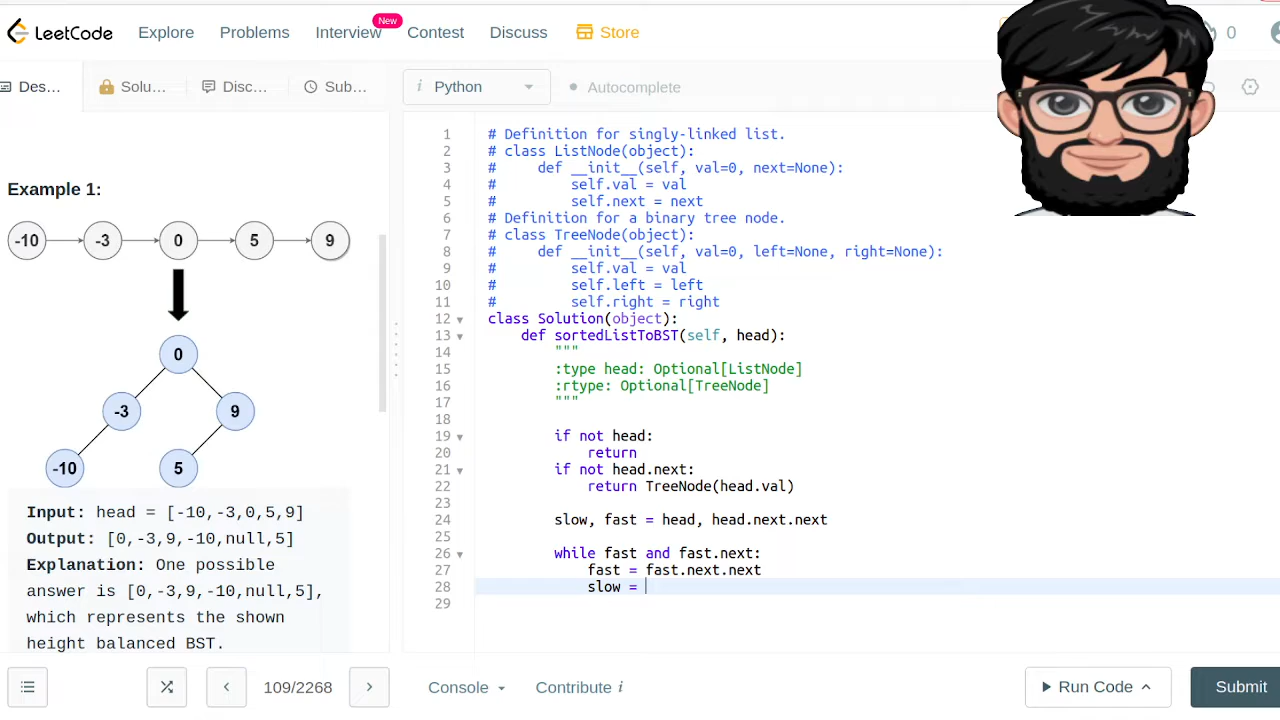 LeetCode Explore Problems Interview New Contest Discuss Store 0
Des... Solu... Disc... Sub... i Python Autocomplete
Example 1:
-10 -3 0 5 9
0
-3 9
-10 5
Input: head = [-10,-3,0,5,9]
Output: [0,-3,9,-10,null,5]
Explanation: One possible
answer is [0,-3,9,-10,null,5],
which represents the shown
height balanced BST.
1 # Definition for singly-linked list.
2 # class ListNode(object):
3 #     def __init__(self, val=0, next=None):
4 #         self.val = val
5 #         self.next = next
6 # Definition for a binary tree node.
7 # class TreeNode(object):
8 #     def __init__(self, val=0, left=None, right=None):
9 #         self.val = val
10 #         self.left = left
11 #         self.right = right
12 class Solution(object):
13     def sortedListToBST(self, head):
14         """
15         :type head: Optional[ListNode]
16         :rtype: Optional[TreeNode]
17         """
18
19         if not head:
20             return
21         if not head.next:
22             return TreeNode(head.val)
23
24         slow, fast = head, head.next.next
25
26         while fast and fast.next:
27             fast = fast.next.next
28             slow =
29
109/2268 Console Contribute i Run Code Submit